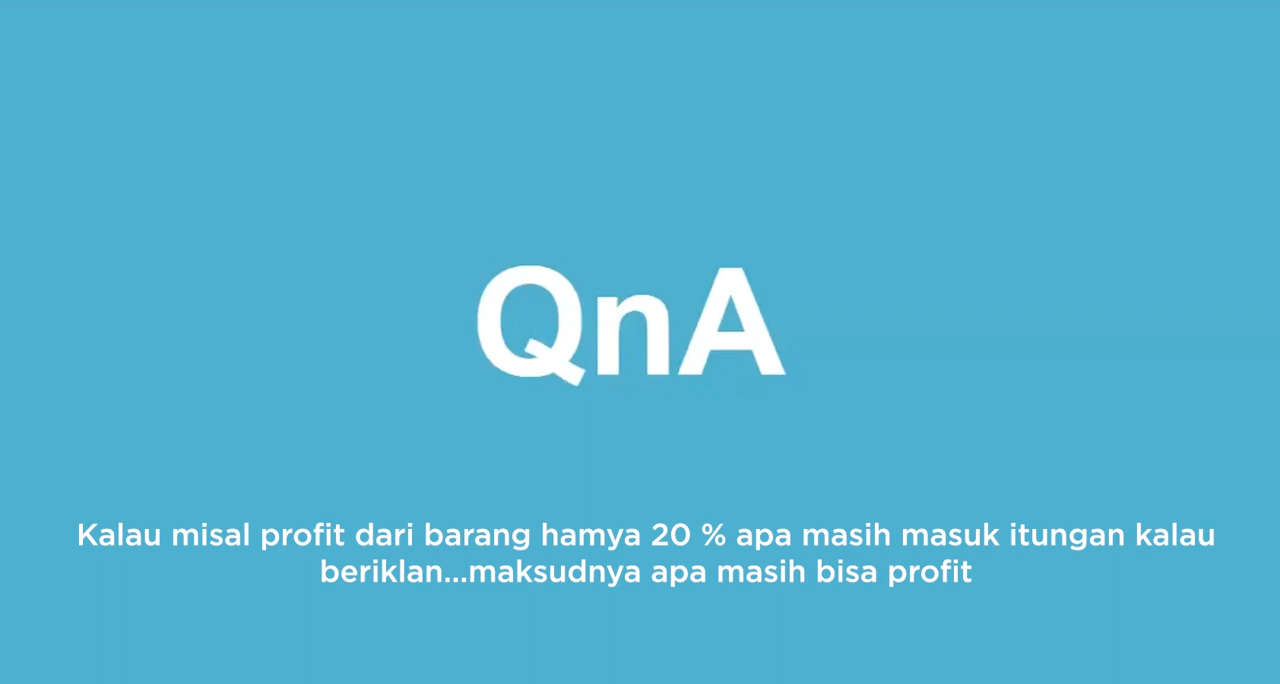 QnA
Kalau misal profit dari barang hamya 20 % apa masih masuk itungan kalau
beriklan...maksudnya apa masih bisa profit